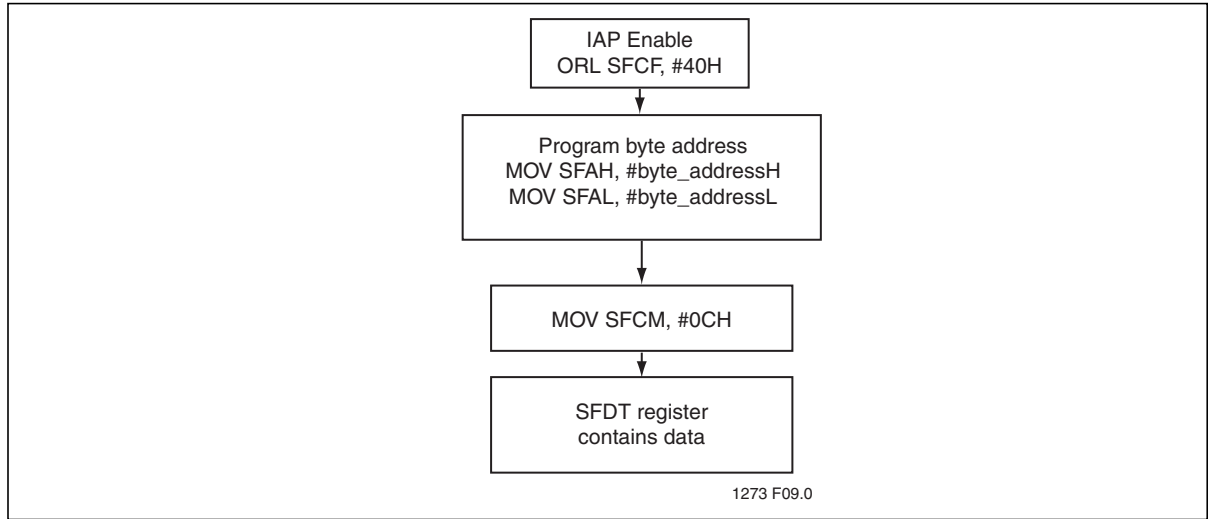 IAP Enable
ORL SFCF, #40H
Program byte address
MOV SFAH, #byte_addressH
MOV SFAL, #byte_addressL
MOV SFCM, #0CH
SFDT register
contains data
1273 F09.0